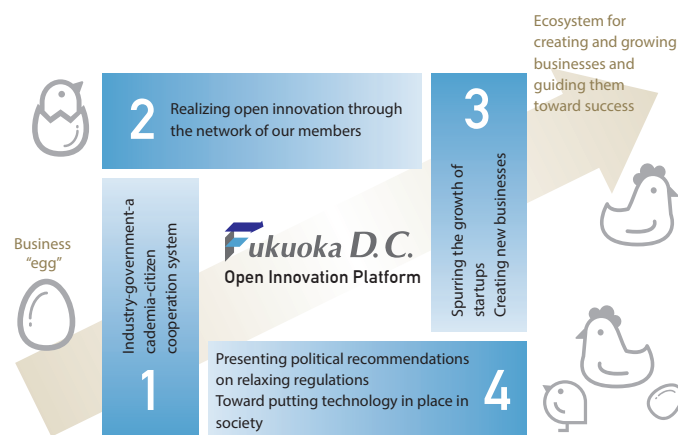 Ecosystem for
creating and growing
businesses and
guiding them
toward success
2
Realizing open innovation through
the network of our members
3
Spurring the growth of
startups
Creating new businesses
Business
"egg"
1
Industry-government-a
cademia-citizen
cooperation system
Fukuoka D.C.
Open Innovation Platform
Presenting political recommendations
on relaxing regulations
Toward putting technology in place in
society
4